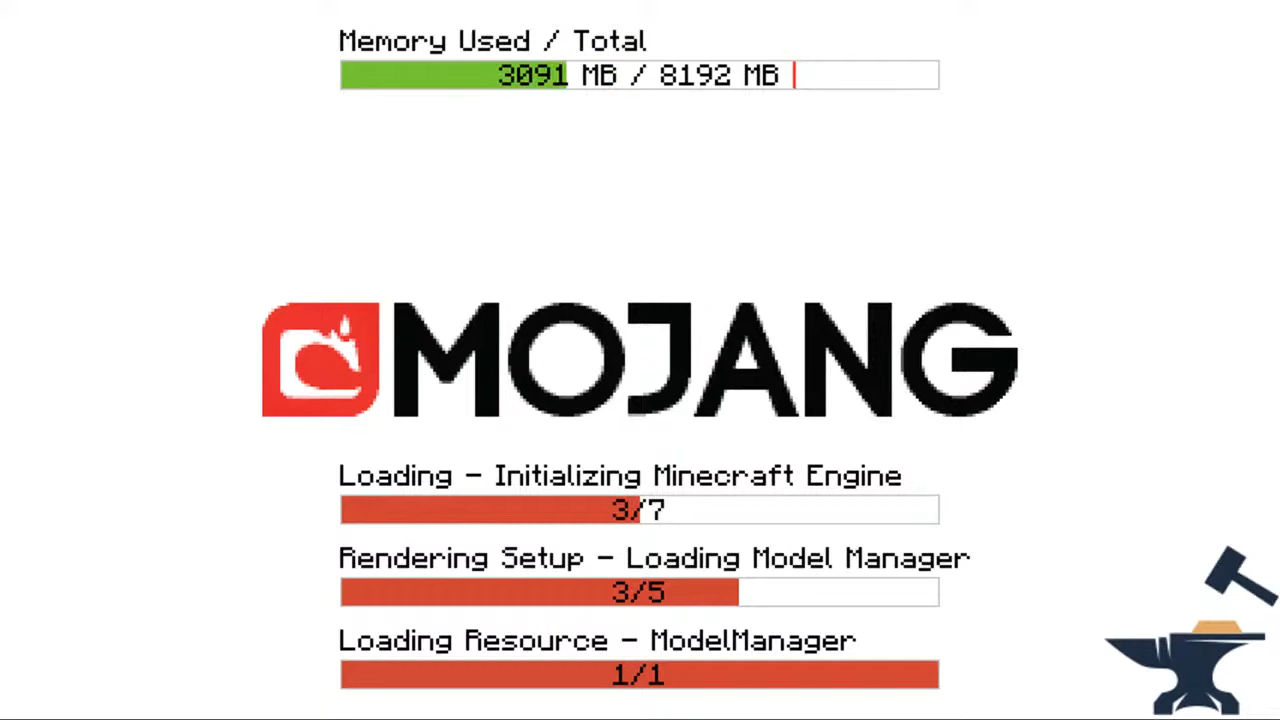 Memory Used / Total
3091 MB / 8192 MB
MOJANG
Loading - Initializing Minecraft Engine
3/7
Rendering Setup - Loading Model Manager
3/5
Loading Resource - ModelManager
1/1